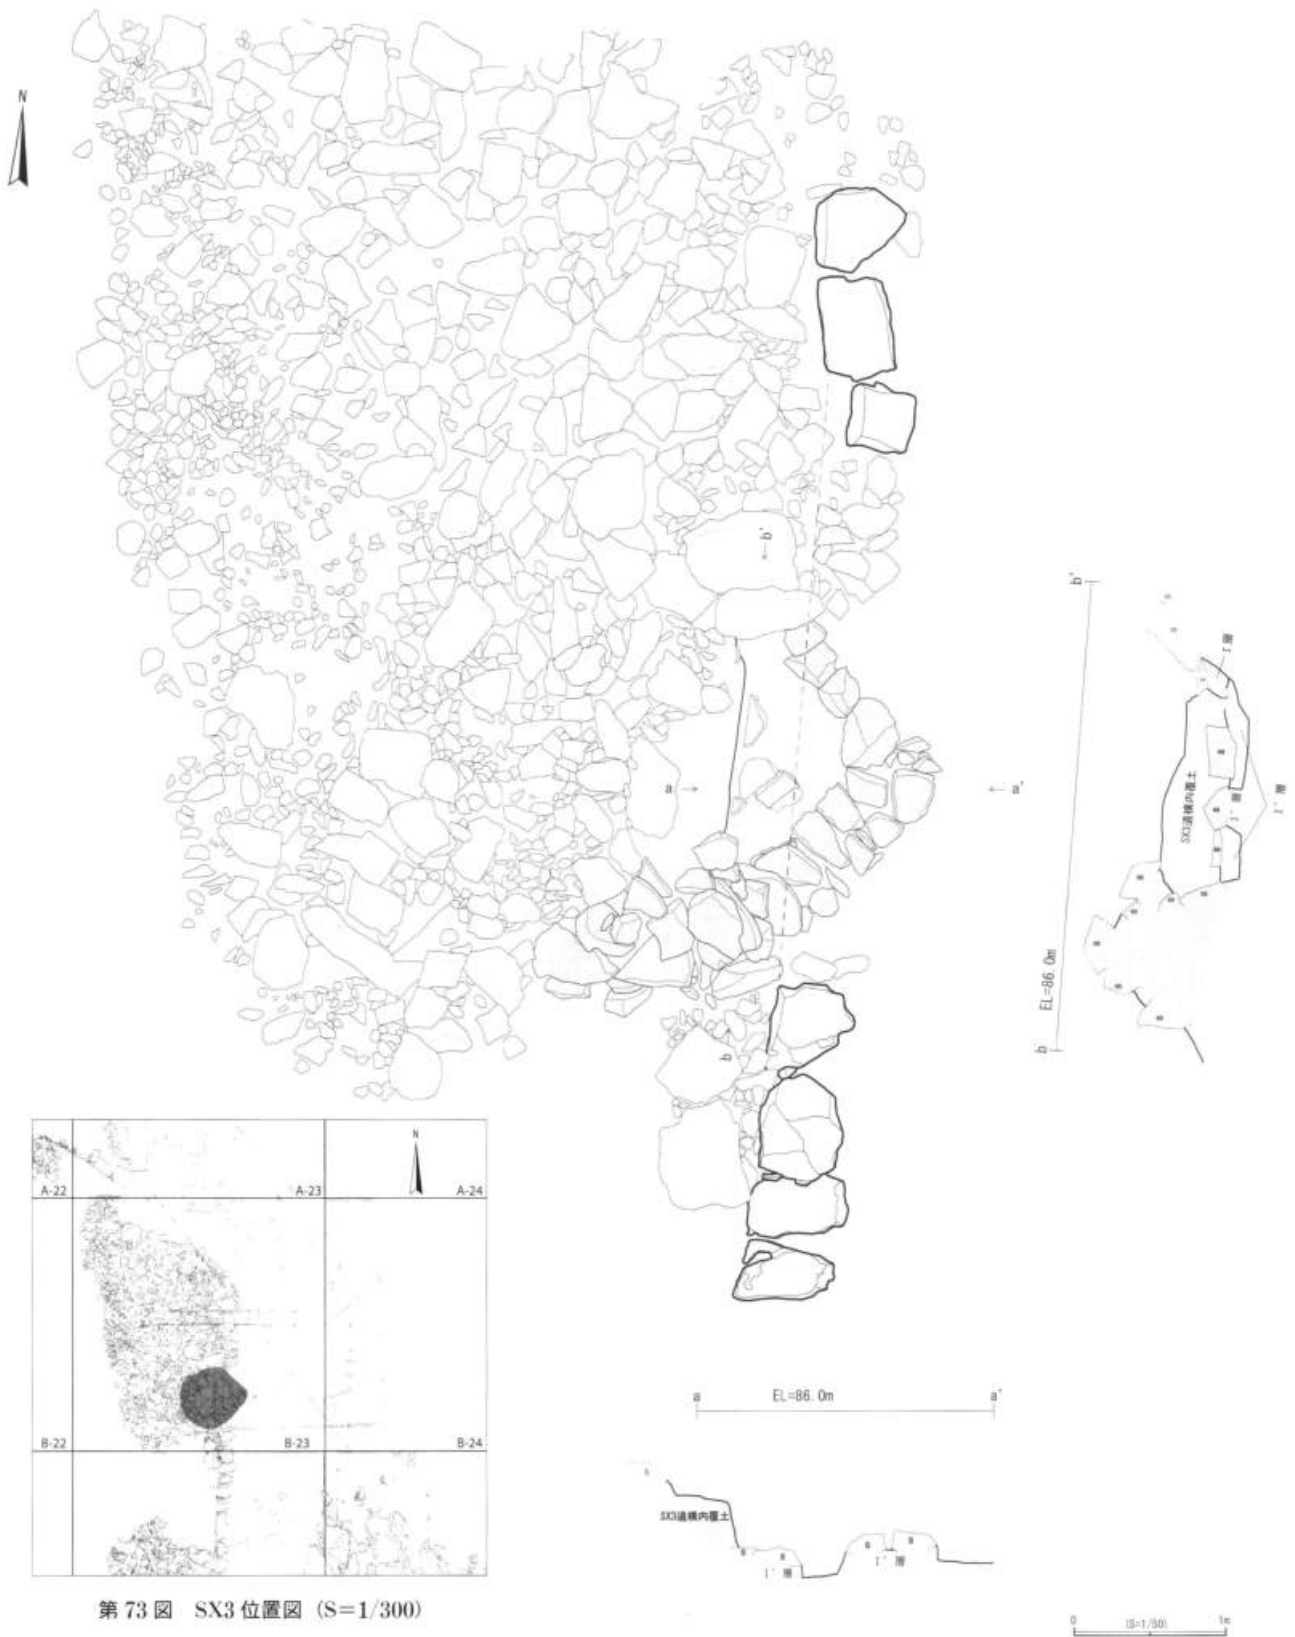 N
b'
a
a'
b
b'
I層
SX3遺構内覆土
I'層
I'層
EL=86.0m
b
N
A-22
A-23
A-24
B-22
B-23
B-24
a
EL=86.0m
a'
SX3遺構内覆土
I'層
I'層
第73図 SX3位置図 (S=1/300)
0
(S=1/50)
1m